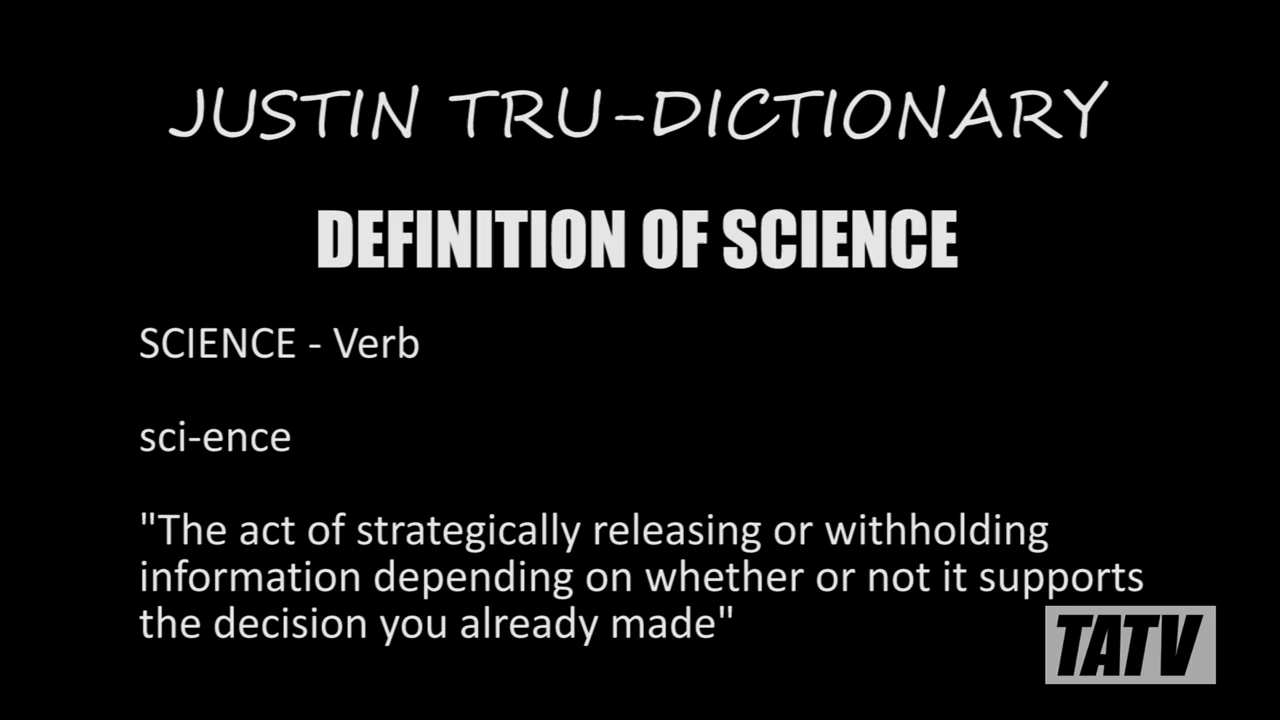 JUSTIN TRU-DICTIONARY
DEFINITION OF SCIENCE
SCIENCE - Verb
sci-ence
"The act of strategically releasing or withholding
information depending on whether or not it supports
the decision you already made"
TATV